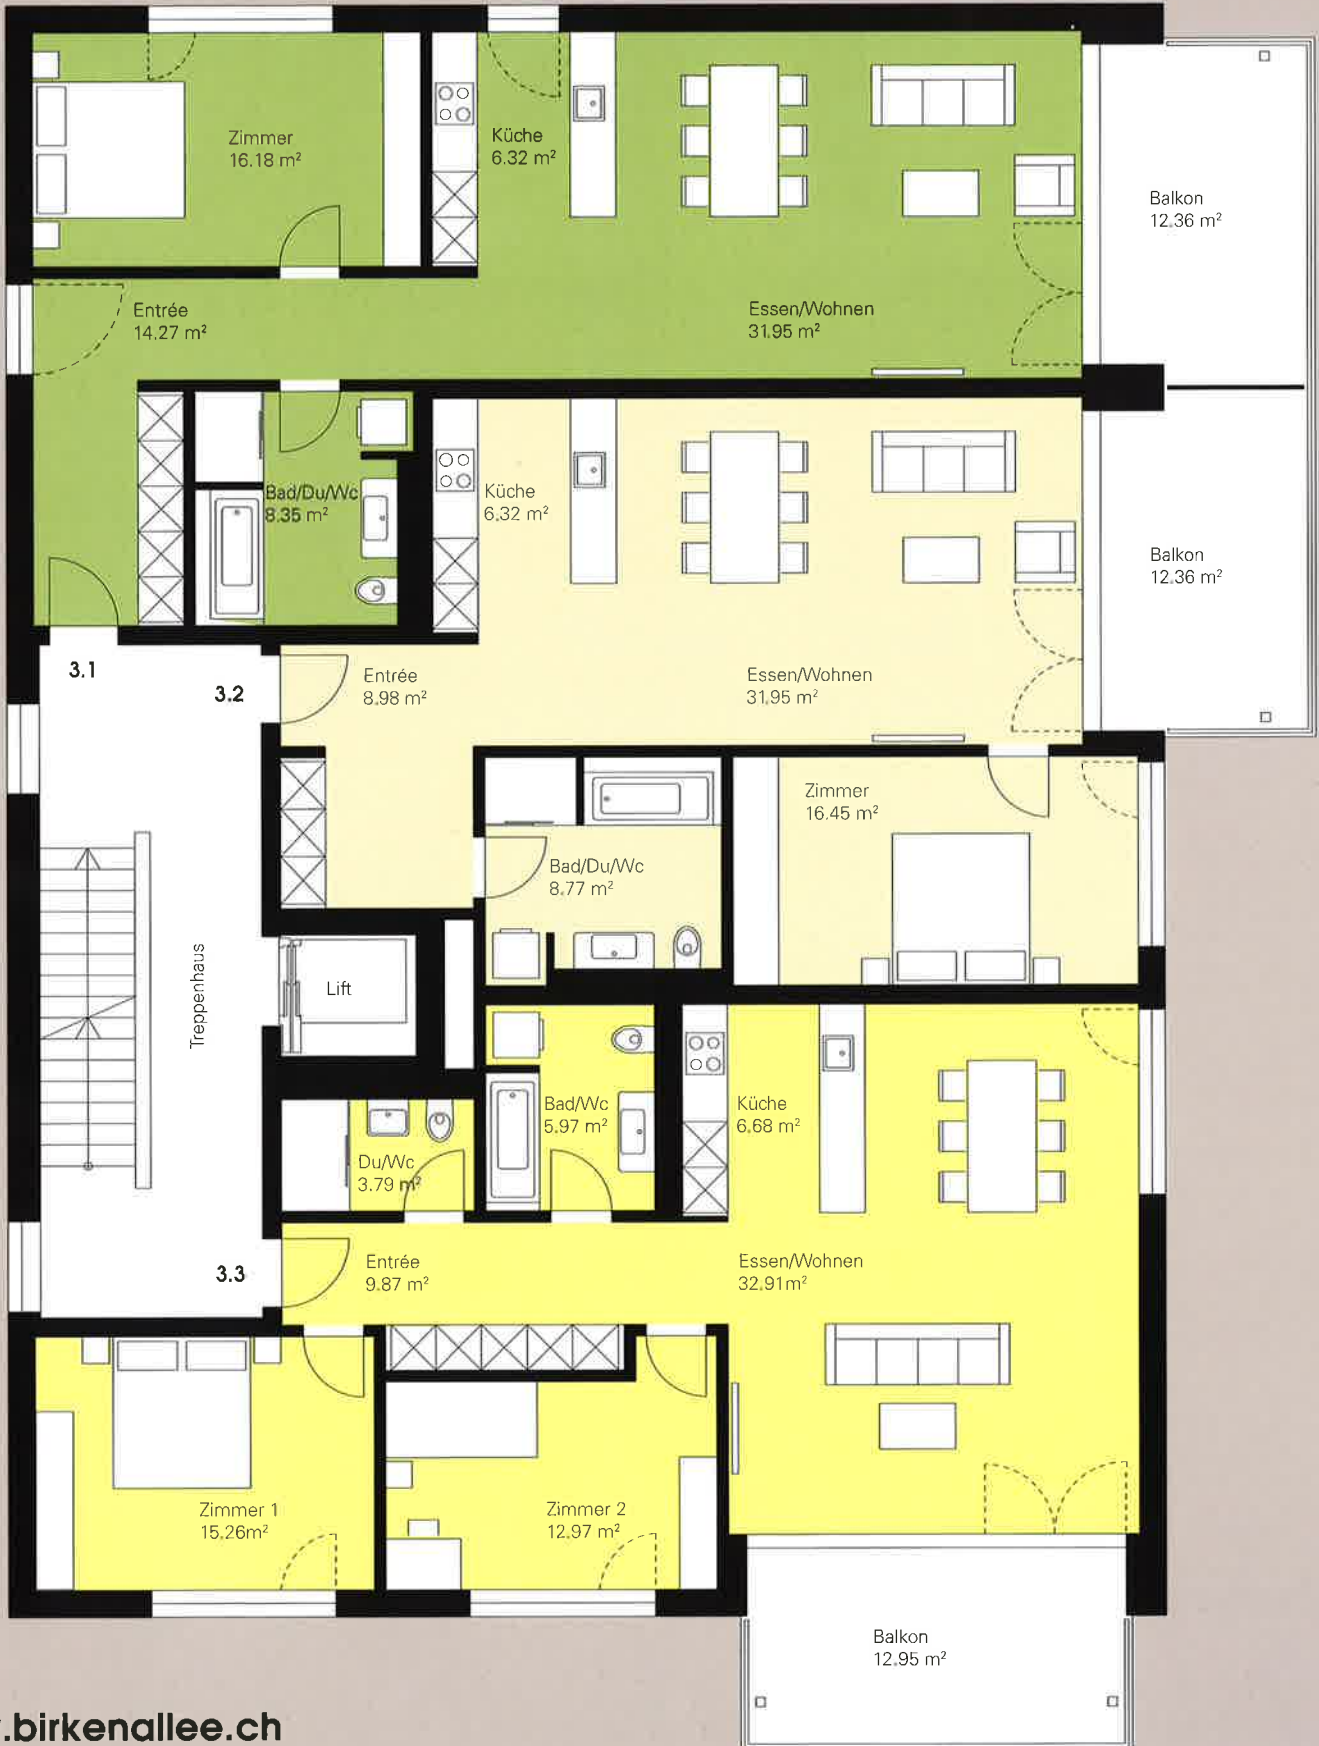 Zimmer
16.18 m²
Küche
6.32 m²
Balkon
12.36 m²
Entrée
14.27 m²
Essen/Wohnen
31.95 m²
Bad/Du/Wc
8.35 m²
Küche
6.32 m²
Balkon
12.36 m²
3.1
3.2
Entrée
8.98 m²
Essen/Wohnen
31.95 m²
Zimmer
16.45 m²
Bad/Du/Wc
8.77 m²
Treppenhaus
Lift
Bad/Wc
5.97 m²
Küche
6.68 m²
Du/Wc
3.79 m²
3.3
Entrée
9.87 m²
Essen/Wohnen
32.91m²
Zimmer 1
15.26m²
Zimmer 2
12.97 m²
Balkon
12.95 m²
.birkenallee.ch